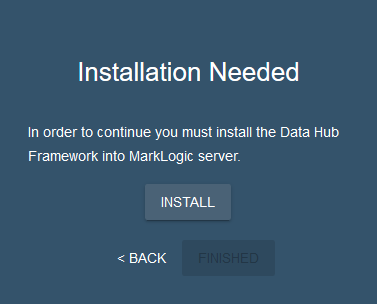 Installation Needed
In order to continue you must install the Data Hub
Framework into MarkLogic server.
INSTALL
< BACK FINISHED